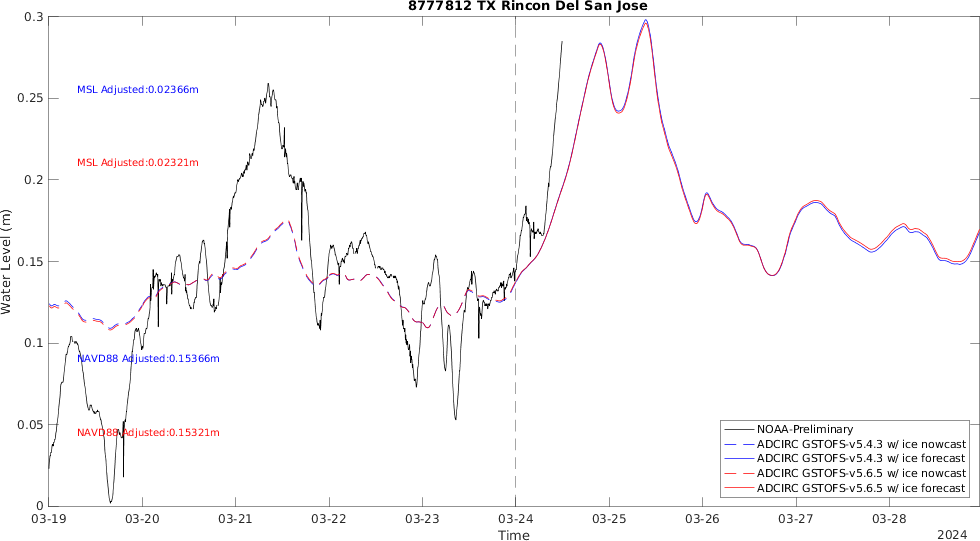 8777812 TX Rincon Del San Jose
0.3
0.25
0.2
0.15
0.1
0.05
0
Water Level (m)
MSL Adjusted:0.02366m
MSL Adjusted:0.02321m
NAVD88 Adjusted:0.15366m
NAVD88 Adjusted:0.15321m
NOAA-Preliminary
ADCIRC GSTOFS-v5.4.3 w/ ice nowcast
ADCIRC GSTOFS-v5.4.3 w/ ice forecast
ADCIRC GSTOFS-v5.6.5 w/ ice nowcast
ADCIRC GSTOFS-v5.6.5 w/ ice forecast
03-19 03-20 03-21 03-22 03-23 03-24 03-25 03-26 03-27 03-28
Time
2024